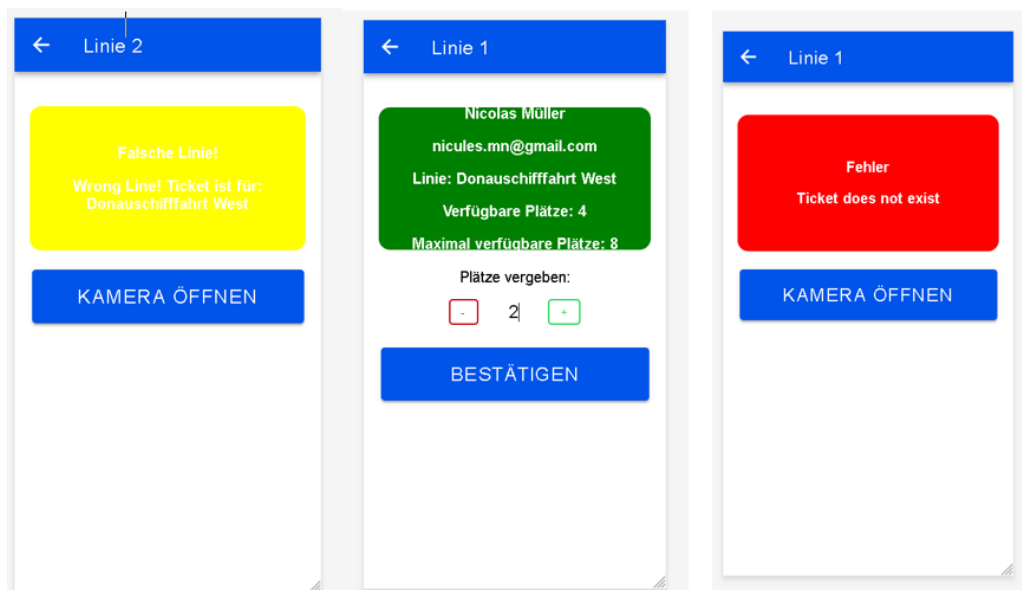 Linie 2
Falsche Linie!
Wrong Line! Ticket ist für:
Donauschifffahrt West
KAMERA ÖFFNEN
Linie 1
Nicolas Müller
nicules.mn@gmail.com
Linie: Donauschifffahrt West
Verfügbare Plätze: 4
Maximal verfügbare Plätze: 8
Plätze vergeben:
- 2 +
BESTÄTIGEN
Linie 1
Fehler
Ticket does not exist
KAMERA ÖFFNEN